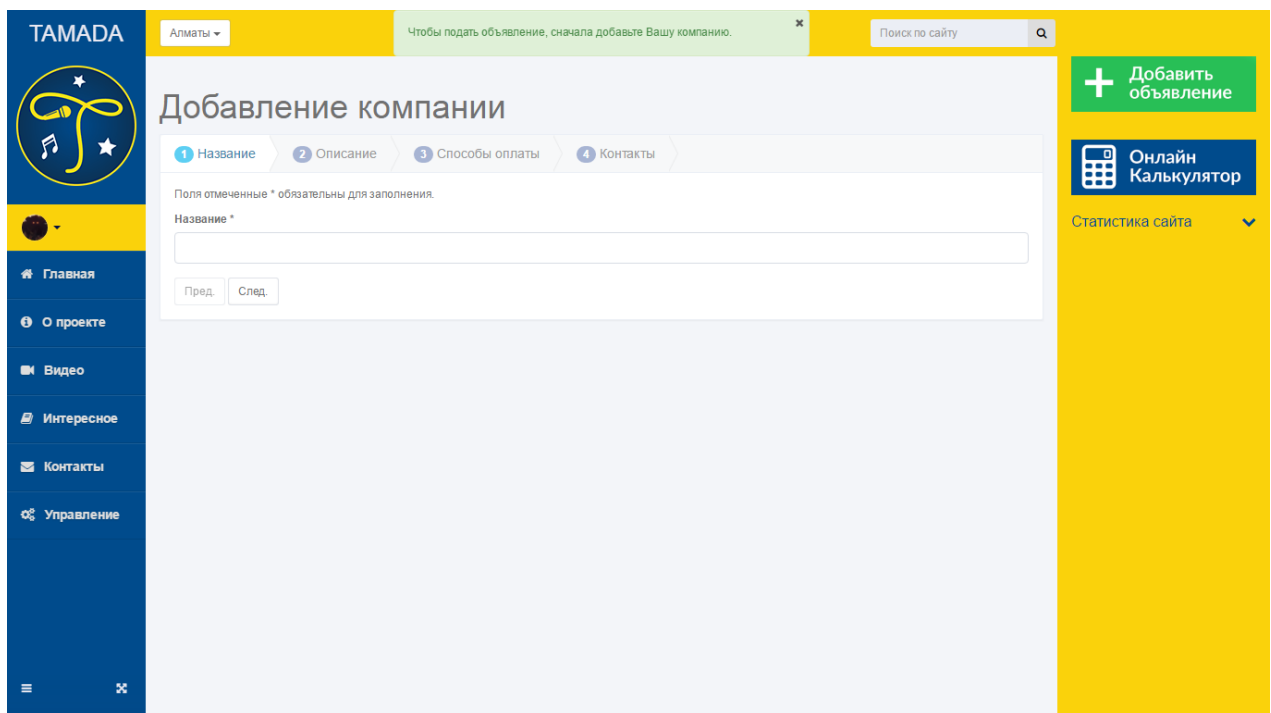 TAMADA
Алматы
Чтобы подать объявление, сначала добавьте Вашу компанию.
Поиск по сайту
Добавить
объявление
Онлайн
Калькулятор
Статистика сайта
Главная
О проекте
Видео
Интересное
Контакты
Управление
Добавление компании
1 Название 2 Описание 3 Способы оплаты 4 Контакты
Поля отмеченные * обязательны для заполнения.
Название *
Пред. След.